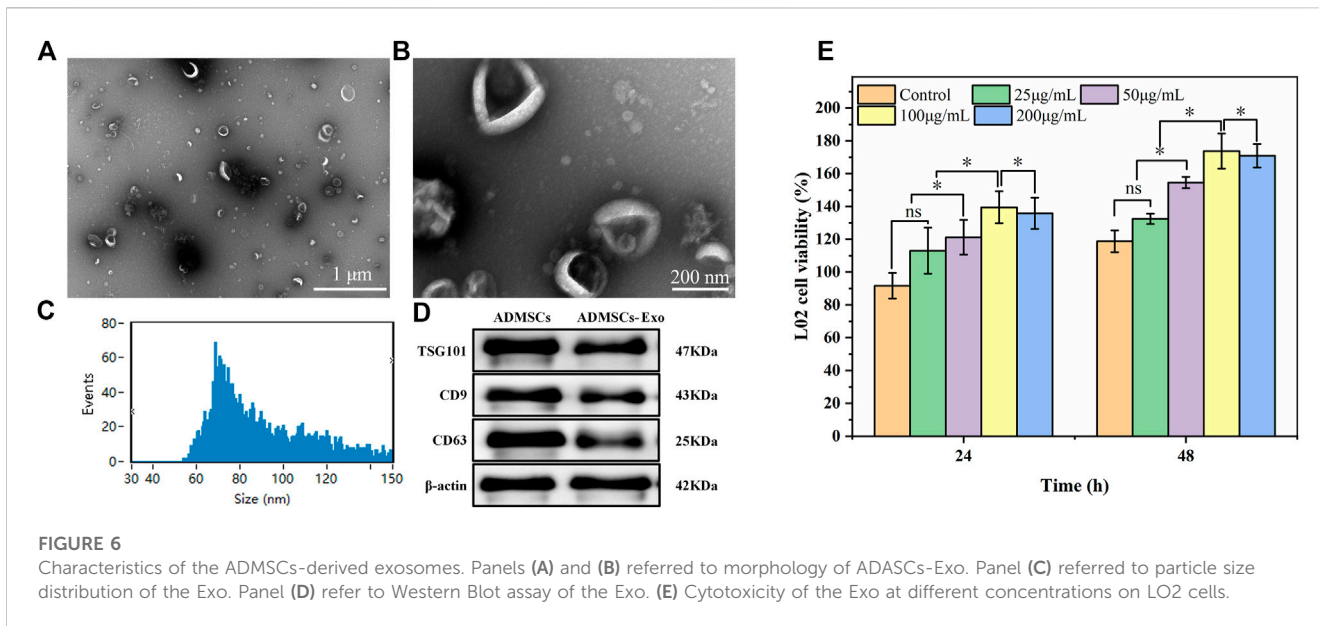 A
B
E
1 μm
200 nm
Control
25μg/mL
50μg/mL
100μg/mL
200μg/mL
L02 cell viability (%)
200
180
160
140
120
100
80
60
40
20
0
ns
*
*
*
ns
*
*
*
24
48
Time (h)
C
Events
80
60
40
20
0
30 40 60 80 100 120 150
Size (nm)
D
ADMSCs ADMSCs-Exo
TSG101 47KDa
CD9 43KDa
CD63 25KDa
β-actin 42KDa
FIGURE 6
Characteristics of the ADMSCs-derived exosomes. Panels (A) and (B) referred to morphology of ADASCs-Exo. Panel (C) referred to particle size
distribution of the Exo. Panel (D) refer to Western Blot assay of the Exo. (E) Cytotoxicity of the Exo at different concentrations on LO2 cells.